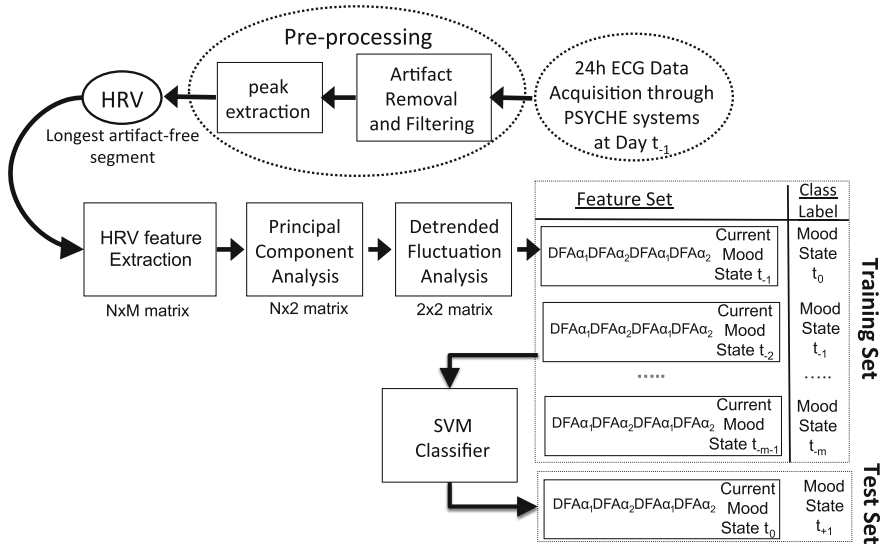 Pre-processing
24h ECG Data
Acquisition through
PSYCHE systems
at Day t-1
Artifact
Removal
and Filtering
peak
extraction
HRV
Longest artifact-free
segment
HRV feature
Extraction
NxM matrix
Principal
Component
Analysis
Nx2 matrix
Detrended
Fluctuation
Analysis
2x2 matrix
Feature Set
Class
Label
DFAα1DFAα2DFAα1DFAα2
Current
Mood
State t-1
Mood
State
t0
DFAα1DFAα2DFAα1DFAα2
Current
Mood
State t-2
Mood
State
t-1
.....
.....
DFAα1DFAα2DFAα1DFAα2
Current
Mood
State t-m-1
Mood
State
t-m
Training Set
SVM
Classifier
DFAα1DFAα2DFAα1DFAα2
Current
Mood
State t0
Mood
State
t+1
Test Set